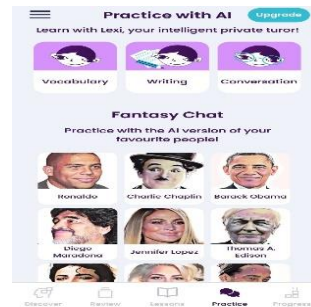 Practice with AI
Upgrade
Learn with Lexi, your intelligent private turor!
Vocabulary
Writing
Conversation
Fantasy Chat
Practice with the AI version of your
favourite people!
Ronaldo
Charlie Chaplin
Barack Obama
Diego
Maradona
Jennifer Lopez
Thomas A.
Edison
Discover
Review
Lessons
Practice
Progress